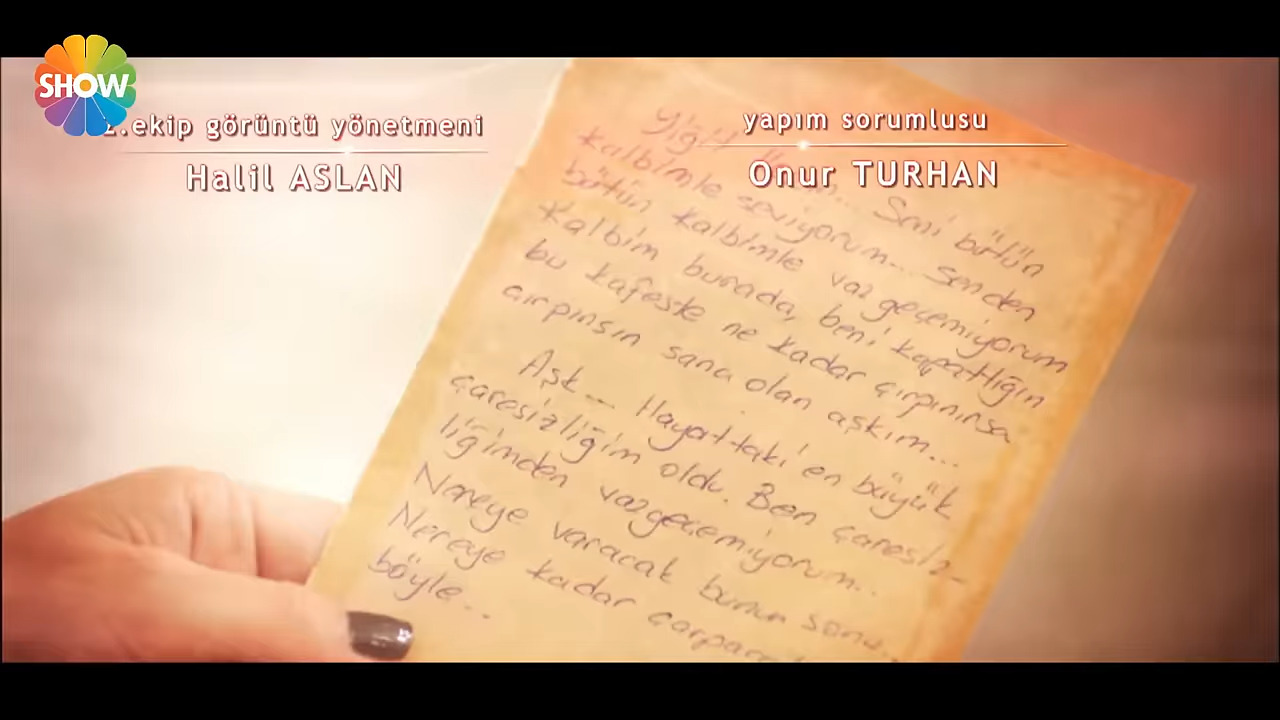 SHOW
2.ekip görüntü yönetmeni
Halil ASLAN
yapım sorumlusu
Onur TURHAN
Yiğit Seni bütün
kalbimle seviyorum... Senden
bütün kalbimle vazgeçemiyorum
Kalbim burada, beni kapattığın
bu kafeste ne kadar çırpınırsa
çırpınsın sana olan aşkım...
Aşk... Hayattaki en büyük
çaresizliğim oldu. Ben çaresiz-
liğimden vazgeçemiyorum..
Nereye varacak bunun sonu..
Nereye kadar
böyle..